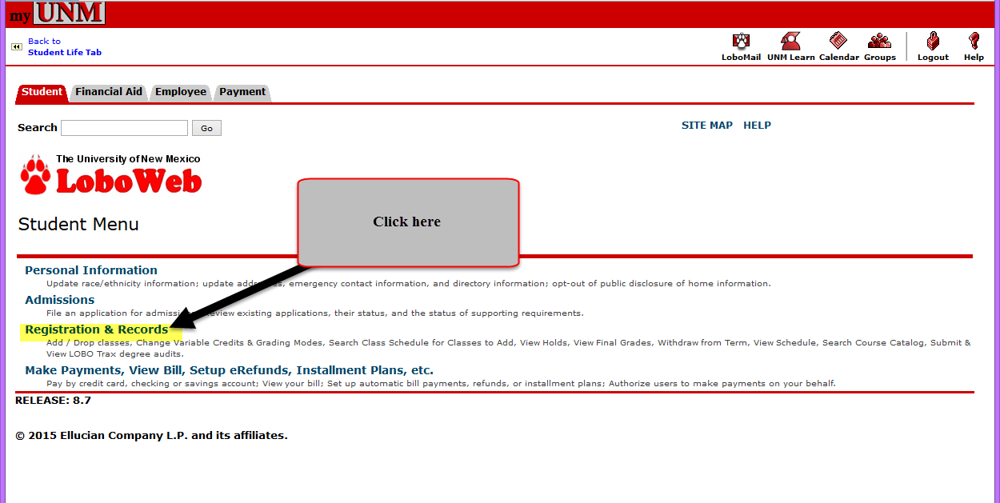 my UNM
Back to
Student Life Tab
LoboMail UNM Learn Calendar Groups Logout Help
Student Financial Aid Employee Payment
Search Go
SITE MAP HELP
The University of New Mexico
LoboWeb
Click here
Student Menu
Personal Information
Update race/ethnicity information; update emergency contact information, and directory information; opt-out of public disclosure of home information.
Admissions
File an application for existing applications, their status, and the status of supporting requirements.
Registration & Records
Add / Drop classes, Change Variable Credits & Grading Modes, Search Class Schedule for Classes to Add, View Holds, View Final Grades, Withdraw from Term, View Schedule, Search Course Catalog, Submit &
View LOBO Trax degree audits.
Make Payments, View Bill, Setup eRefunds, Installment Plans, etc.
Pay by credit card, checking or savings account; View your bill; Set up automatic bill payments, refunds, or installment plans; Authorize users to make payments on your behalf.
RELEASE: 8.7
© 2015 Ellucian Company L.P. and its affiliates.